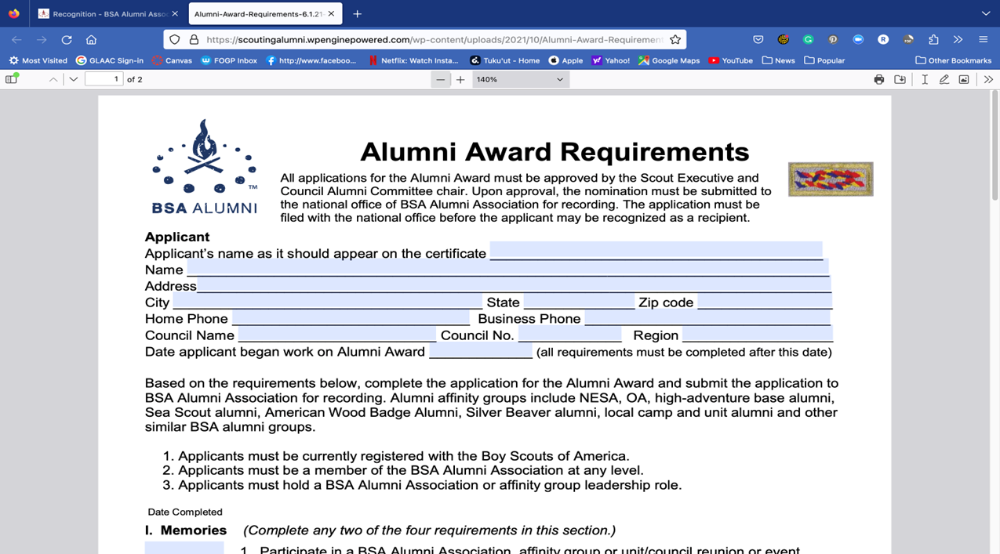 Recognition - BSA Alumni Asso
Alumni-Award-Requirements-6.1.21-
https://scoutingalumni.wpenginepowered.com/wp-content/uploads/2021/10/Alumni-Award-Requirement
Most Visited
GLAAC Sign-in
Canvas
FOGP Inbox
http://www.faceboo...
Netflix: Watch Insta...
Tuku'ut - Home
Apple
Yahoo!
Google Maps
YouTube
News
Popular
Other Bookmarks
1 of 2
140%
BSA ALUMNI
TM
Alumni Award Requirements
All applications for the Alumni Award must be approved by the Scout Executive and
Council Alumni Committee chair. Upon approval, the nomination must be submitted to
the national office of BSA Alumni Association for recording. The application must be
filed with the national office before the applicant may be recognized as a recipient.
Applicant
Applicant's name as it should appear on the certificate
Name
Address
City State Zip code
Home Phone Business Phone
Council Name Council No. Region
Date applicant began work on Alumni Award (all requirements must be completed after this date)
Based on the requirements below, complete the application for the Alumni Award and submit the application to
BSA Alumni Association for recording. Alumni affinity groups include NESA, OA, high-adventure base alumni,
Sea Scout alumni, American Wood Badge Alumni, Silver Beaver alumni, local camp and unit alumni and other
similar BSA alumni groups.
1. Applicants must be currently registered with the Boy Scouts of America.
2. Applicants must be a member of the BSA Alumni Association at any level.
3. Applicants must hold a BSA Alumni Association or affinity group leadership role.
Date Completed
I. Memories (Complete any two of the four requirements in this section.)
1. Participate in a BSA Alumni Association, affinity group or unit/council reunion or event